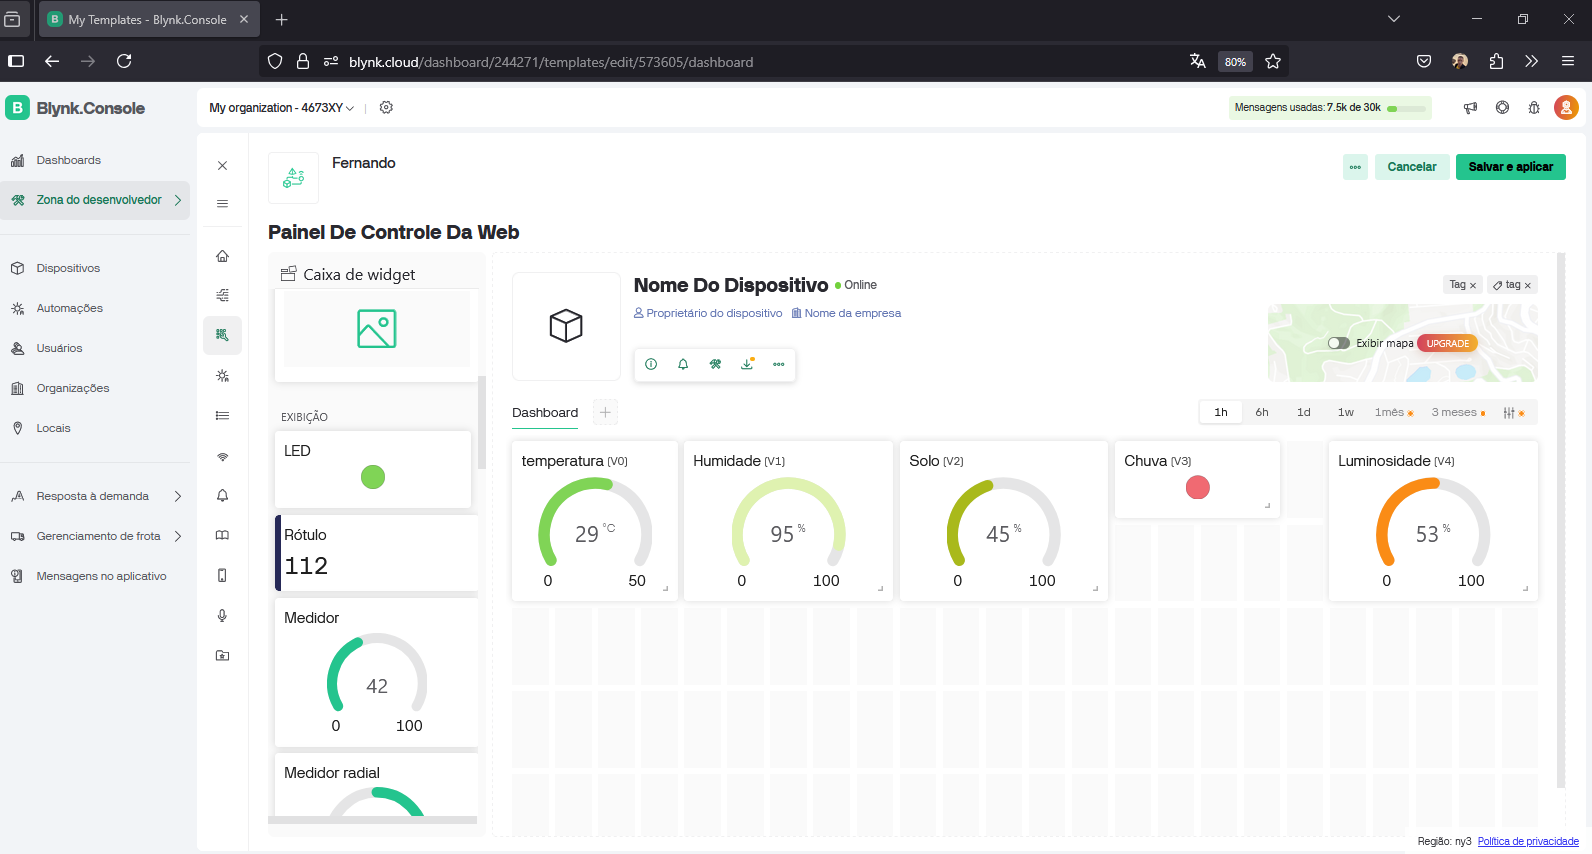 My Templates - Blynk.Console
blynk.cloud/dashboard/244271/templates/edit/573605/dashboard
80%
B
Blynk.Console
My organization - 4673XY
Mensagens usadas: 7.5k de 30k
Dashboards
Zona do desenvolvedor
Dispositivos
Automações
Usuários
Organizações
Locais
Resposta à demanda
Gerenciamento de frota
Mensagens no aplicativo
Fernando
Cancelar
Salvar e aplicar
Painel De Controle Da Web
Caixa de widget
EXIBIÇÃO
LED
Rótulo
112
Medidor
42
0 100
Medidor radial
Nome Do Dispositivo
Online
Proprietário do dispositivo
Nome da empresa
Tag ×
tag ×
Exibir mapa
UPGRADE
Dashboard
1h 6h 1d 1w 1mês 3 meses
temperatura (V0)
29 °C
0 50
Humidade (V1)
95 %
0 100
Solo (V2)
45 %
0 100
Chuva (V3)
Luminosidade (V4)
53 %
0 100
Região: ny3 Política de privacidade